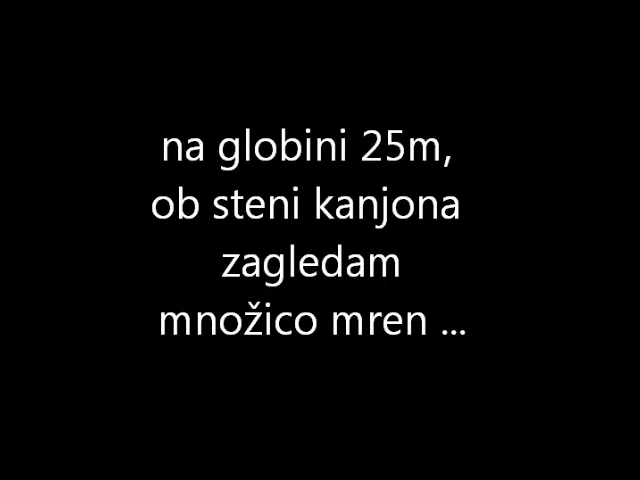 na globini 25m,
ob steni kanjona
zagledam
množico mren ...